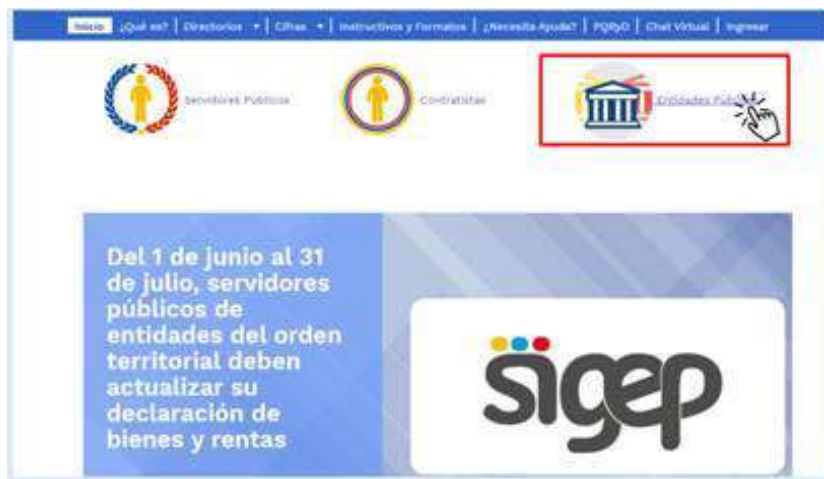 Inicio ¿Qué es? Directorios Cifras Instructivos y Formatos ¿Necesita Ayuda? PQRyD Chat Virtual Ingresar
Servidores Públicos Contratistas Entidades
Del 1 de junio al 31
de julio, servidores
públicos de
entidades del orden
territorial deben
actualizar su
declaración de
bienes y rentas
sigep